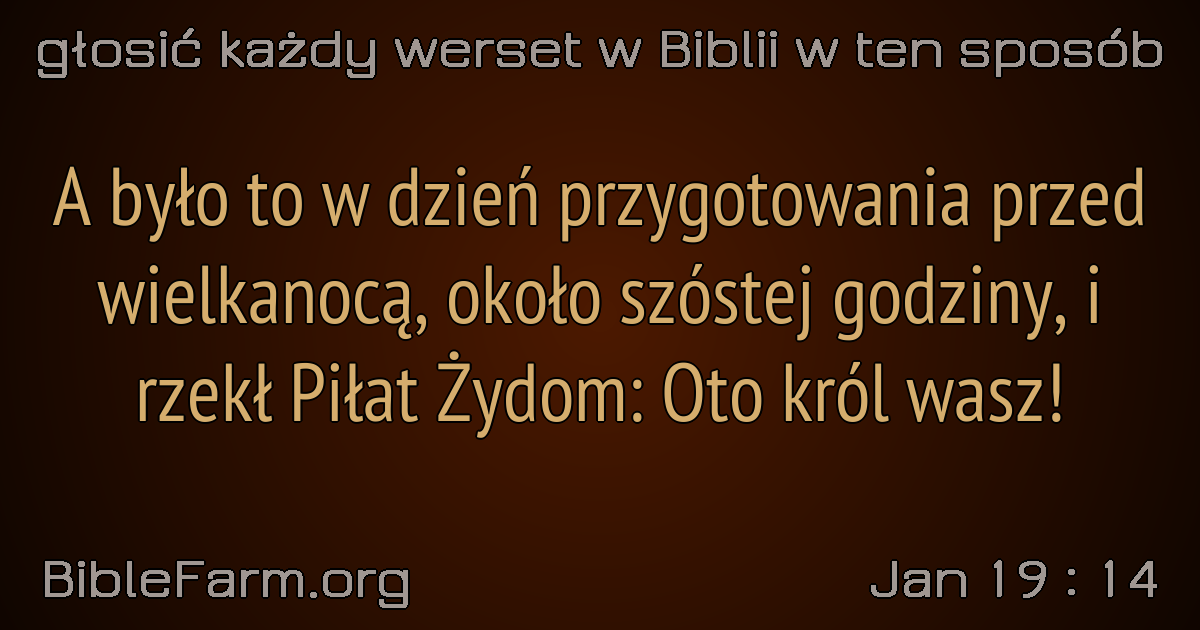 głosić każdy werset w Biblii w ten sposób
A było to w dzień przygotowania przed
wielkanocą, około szóstej godziny, i
rzekł Piłat Żydom: Oto król wasz!
BibleFarm.org
Jan 19 : 14